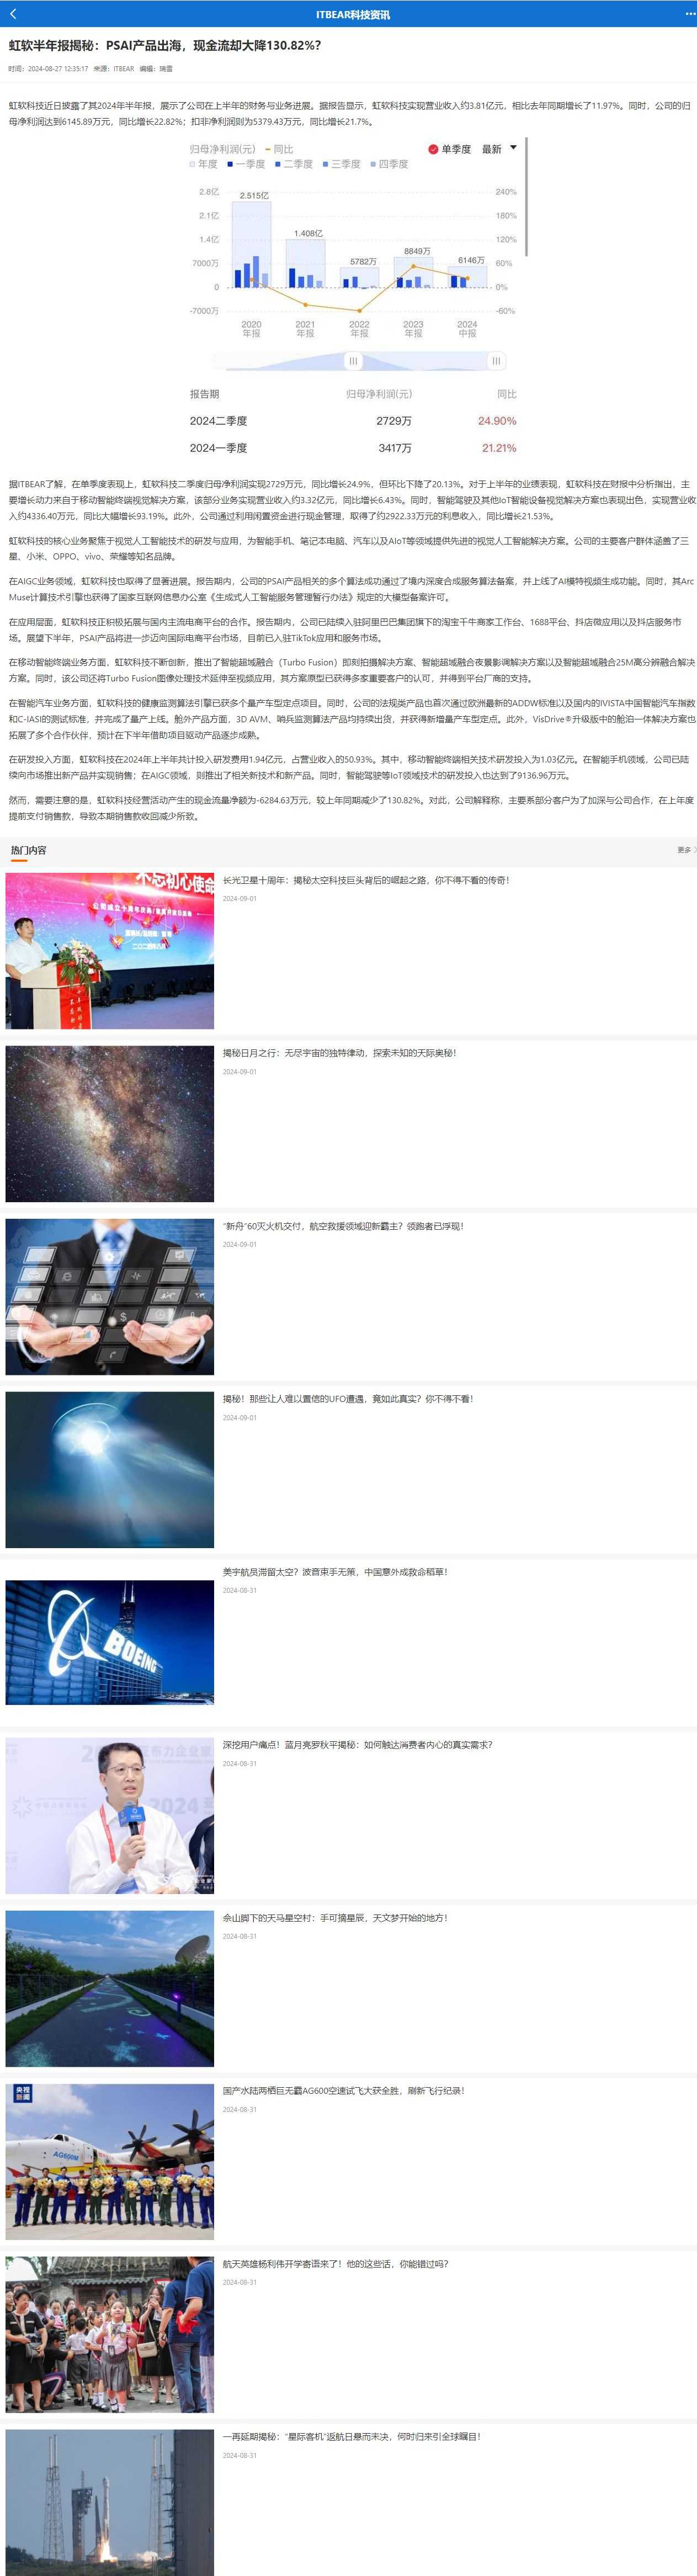 ITBEAR科技资讯
虹软半年报揭秘：PSAI产品出海，现金流却大降130.82%？
时间：2024-08-27 12:35:17 来源：ITBEAR 编辑：瑞雪
虹软科技近日披露了其2024年半年报，展示了公司在上半年的财务与业务进展。据报告显示，虹软科技实现营业收入约3.81亿元，相比去年同期增长了11.97%。同时，公司的归
母净利润达到6145.89万元，同比增长22.82%；扣非净利润则为5379.43万元，同比增长21.7%。
归母净利润(元) 同比 单季度 最新
年度 一季度 二季度 三季度 四季度
2.8亿 2.515亿 240%
2.1亿 180%
1.4亿 1.408亿 120%
7000万 5782万 8849万 6146万 60%
0 0%
-7000万 -60%
2020 2021 2022 2023 2024
年报 年报 年报 年报 中报
报告期 归母净利润(元) 同比
2024二季度 2729万 24.90%
2024一季度 3417万 21.21%
据ITBEAR了解，在单季度表现上，虹软科技二季度归母净利润实现2729万元，同比增长24.9%，但环比下降了20.13%。对于上半年的业绩表现，虹软科技在财报中分析指出，主
要增长动力来自于移动智能终端视觉解决方案，该部分业务实现营业收入约3.32亿元，同比增长6.43%。同时，智能驾驶及其他IoT智能设备视觉解决方案也表现出色，实现营业收
入约4336.40万元，同比大幅增长93.19%。此外，公司通过利用闲置资金进行现金管理，取得了约2922.33万元的利息收入，同比增长21.53%。
虹软科技的核心业务聚焦于视觉人工智能技术的研发与应用，为智能手机、笔记本电脑、汽车以及AIoT等领域提供先进的视觉人工智能解决方案。公司的主要客户群体涵盖了三
星、小米、OPPO、vivo、荣耀等知名品牌。
在AIGC业务领域，虹软科技也取得了显著进展。报告期内，公司的PSAI产品相关的多个算法成功通过了境内深度合成服务算法备案，并上线了AI模特视频生成功能。同时，其Arc
Muse计算技术引擎也获得了国家互联网信息办公室《生成式人工智能服务管理暂行办法》规定的大模型备案许可。
在应用层面，虹软科技正积极拓展与国内主流电商平台的合作。报告期内，公司已陆续入驻阿里巴巴集团旗下的淘宝千牛商家工作台、1688平台、抖店微应用以及抖店服务市
场。展望下半年，PSAI产品将进一步迈向国际电商平台市场，目前已入驻TikTok应用和服务市场。
在移动智能终端业务方面，虹软科技不断创新，推出了智能超域融合（Turbo Fusion）即刻拍摄解决方案、智能超域融合夜景影调解决方案以及智能超域融合25M高分辨融合解决
方案。同时，该公司还将Turbo Fusion图像处理技术延伸至视频应用，其方案原型已获得多家重要客户的认可，并得到平台厂商的支持。
在智能汽车业务方面，虹软科技的健康监测算法引擎已获多个量产车型定点项目。同时，公司的法规类产品也首次通过欧洲最新的ADDW标准以及国内的IVISTA中国智能汽车指数
和C-IASI的测试标准，并完成了量产上线。舱外产品方面，3D AVM、哨兵监测算法产品均持续出货，并获得新增量产车型定点。此外，VisDrive®升级版中的舱泊一体解决方案也
拓展了多个合作伙伴，预计在下半年借助项目驱动产品逐步成熟。
在研发投入方面，虹软科技在2024年上半年共计投入研发费用1.94亿元，占营业收入的50.93%。其中，移动智能终端相关技术研发投入为1.03亿元。在智能手机领域，公司已陆
续向市场推出新产品并实现销售；在AIGC领域，则推出了相关新技术和新产品。同时，智能驾驶等IoT领域技术的研发投入也达到了9136.96万元。
然而，需要注意的是，虹软科技经营活动产生的现金流量净额为-6284.63万元，较上年同期减少了130.82%。对此，公司解释称，主要系部分客户为了加深与公司合作，在上年度
提前支付销售款，导致本期销售款收回减少所致。
热门内容 更多
长光卫星十周年：揭秘太空科技巨头背后的崛起之路，你不得不看的传奇！
2024-09-01
揭秘日月之行：无尽宇宙的独特律动，探索未知的天际奥秘！
2024-09-01
“新舟”60灭火机交付，航空救援领域迎新霸主？领跑者已浮现！
2024-09-01
揭秘！那些让人难以置信的UFO遭遇，竟如此真实？你不得不看！
2024-09-01
美宇航员滞留太空？波音束手无策，中国意外成救命稻草！
2024-08-31
BOEING
深挖用户痛点！蓝月亮罗秋平揭秘：如何触达消费者内心的真实需求？
2024-08-31
佘山脚下的天马星空村：手可摘星辰，天文梦开始的地方！
2024-08-31
国产水陆两栖巨无霸AG600空速试飞大获全胜，刷新飞行纪录！
2024-08-31
央视
新闻
AG600M
航天英雄杨利伟开学寄语来了！他的这些话，你能错过吗？
2024-08-31
一再延期揭秘：“星际客机”返航日悬而未决，何时归来引全球瞩目！
2024-08-31